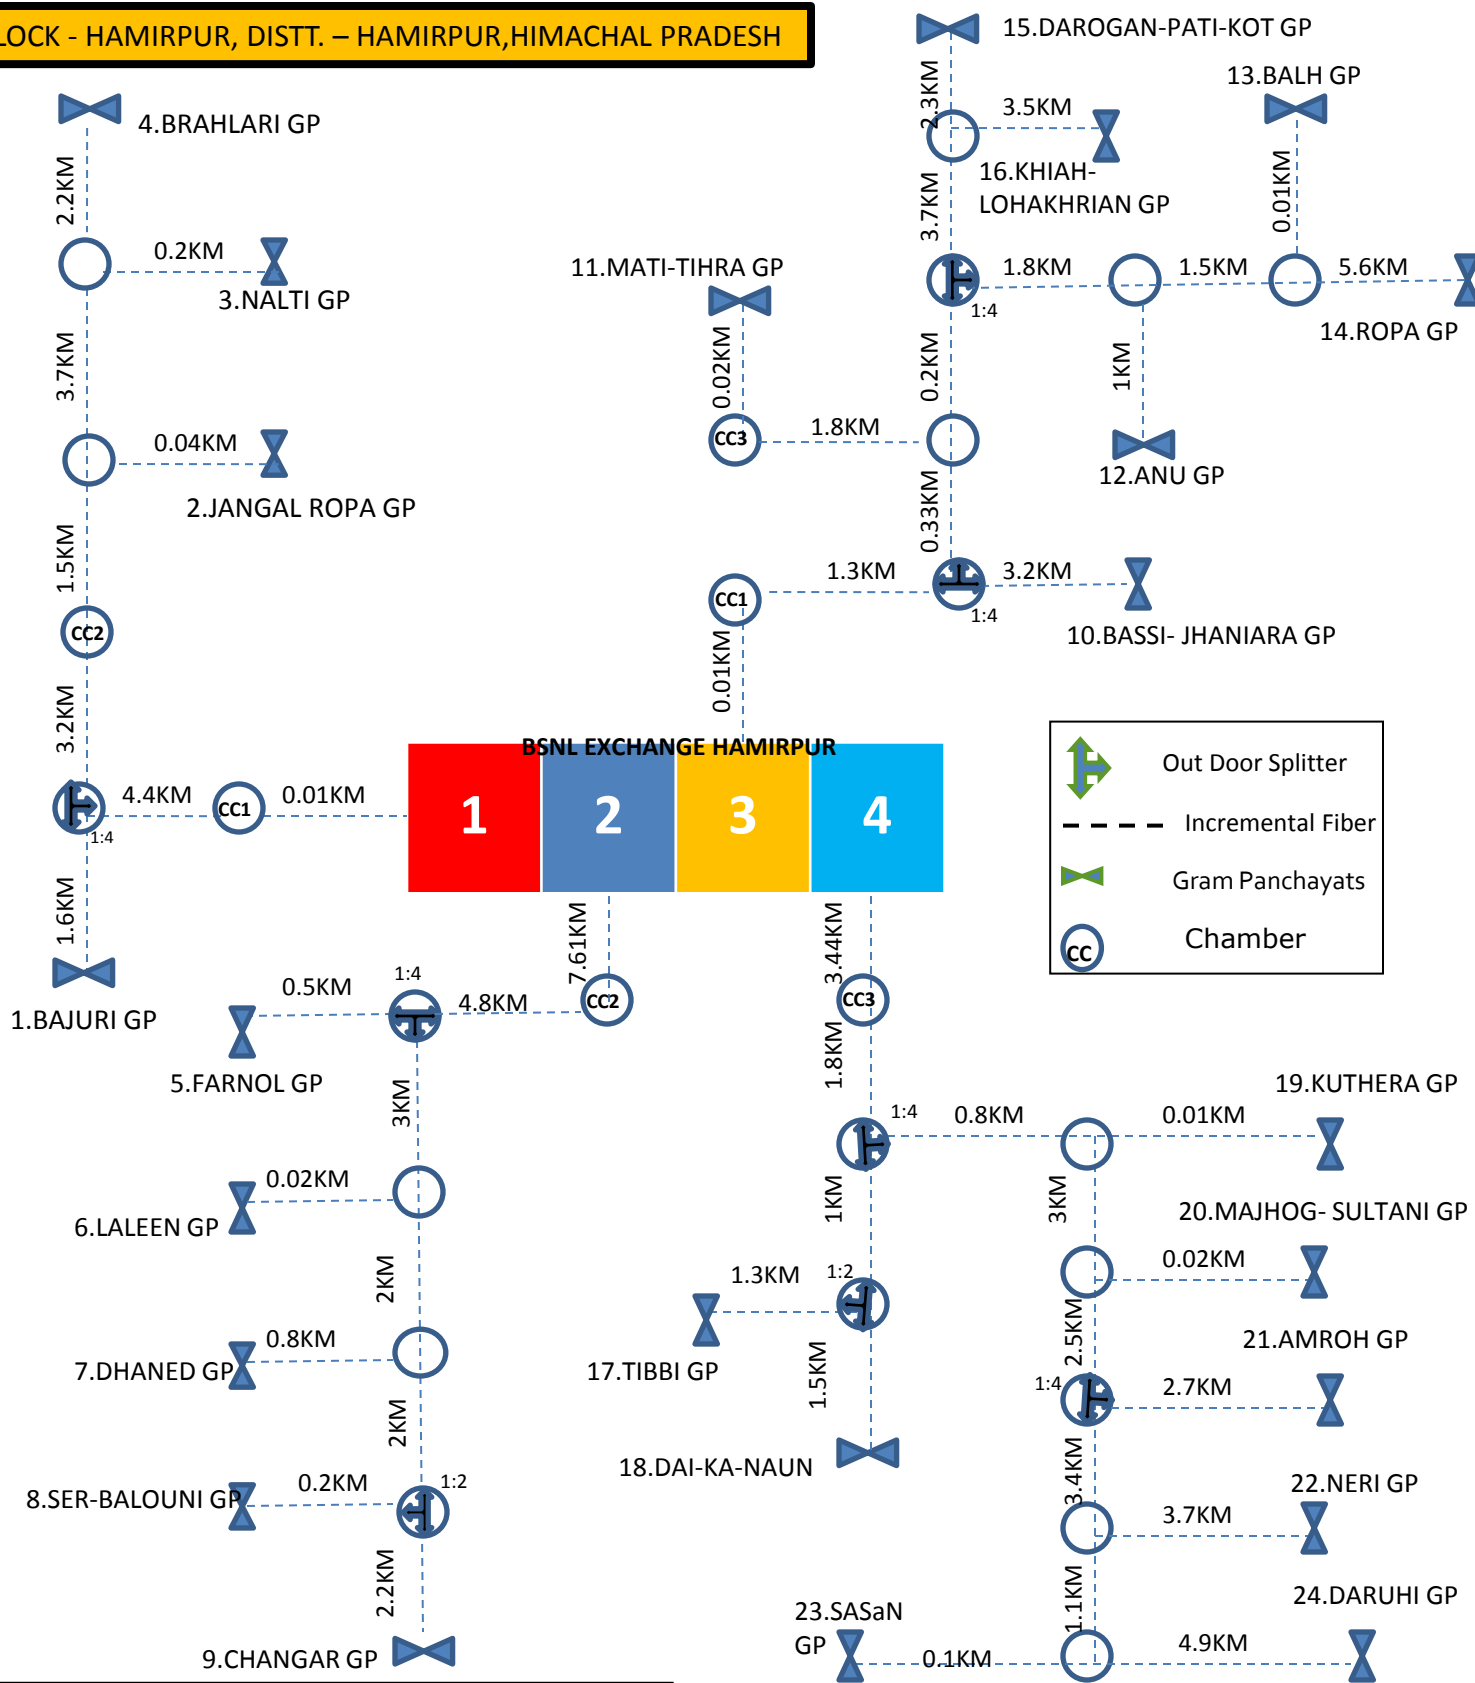 LOCK - HAMIRPUR, DISTT. – HAMIRPUR,HIMACHAL PRADESH
15.DAROGAN-PATI-KOT GP
13.BALH GP
4.BRAHLARI GP
2.3KM
3.5KM
16.KHIAH-
LOHAKHRIAN GP
2.2KM
3.7KM
0.01KM
0.2KM
3.NALTI GP
11.MATI-TIHRA GP
1.8KM
1.5KM
5.6KM
1:4
14.ROPA GP
3.7KM
0.02KM
0.2KM
1KM
0.04KM
CC3
1.8KM
12.ANU GP
2.JANGAL ROPA GP
0.33KM
1.5KM
1.3KM
3.2KM
CC1
1:4
CC2
10.BASSI- JHANIARA GP
0.01KM
3.2KM
BSNL EXCHANGE HAMIRPUR
4.4KM
CC1
0.01KM
1:4
1
2
3
4
Out Door Splitter
Incremental Fiber
Gram Panchayats
CC
Chamber
1.6KM
7.61KM
3.44KM
1:4
0.5KM
4.8KM
CC2
CC3
1.BAJURI GP
5.FARNOL GP
3KM
1.8KM
19.KUTHERA GP
1:4
0.8KM
0.01KM
0.02KM
6.LALEEN GP
1KM
3KM
20.MAJHOG- SULTANI GP
0.02KM
2KM
1.3KM
1:2
0.8KM
7.DHANED GP
17.TIBBI GP
1.5KM
2.5KM
21.AMROH GP
1:4
2.7KM
2KM
18.DAI-KA-NAUN
0.2KM
1:2
8.SER-BALOUNI GP
3.4KM
22.NERI GP
3.7KM
2.2KM
1.1KM
23.SASaN
GP
24.DARUHI GP
9.CHANGAR GP
0.1KM
4.9KM